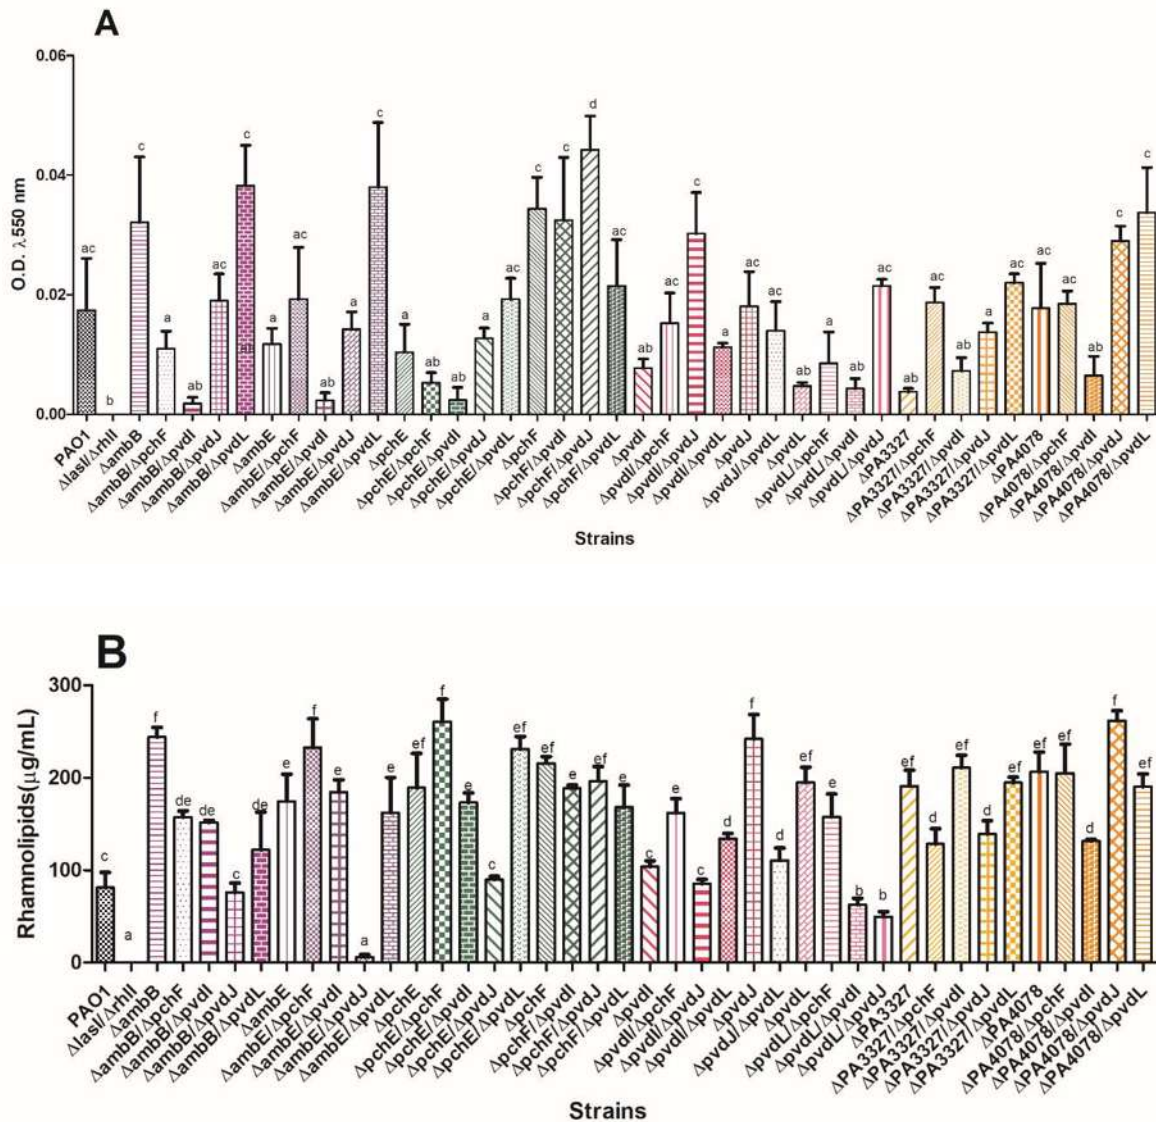 A
0.06
0.04
0.02
0.00
O.D. λ 550 nm
ac
b
c
a
ab
ac
c
ab
a
ac
ab
a
c
a
ab
ab
a
ac
c
c
d
ac
ab
ac
c
a
ac
ac
ab
a
ab
ac
ab
ac
ab
a
ac
ac
ac
ab
c
c
PAO1
ΔlasI/ΔrhlI
ΔambB
ΔambB/ΔpchF
ΔambB/ΔpvdI
ΔambB/ΔpvdJ
ΔambB/ΔpvdL
ΔambE
ΔambE/ΔpchF
ΔambE/ΔpvdI
ΔambE/ΔpvdJ
ΔambE/ΔpvdL
ΔpchE
ΔpchE/ΔpchF
ΔpchE/ΔpvdI
ΔpchE/ΔpvdJ
ΔpchE/ΔpvdL
ΔpchF
ΔpchF/ΔpvdI
ΔpchF/ΔpvdJ
ΔpchF/ΔpvdL
ΔpvdI
ΔpvdI/ΔpchF
ΔpvdI/ΔpvdJ
ΔpvdI/ΔpvdL
ΔpvdJ
ΔpvdJ/ΔpvdL
ΔpvdL
ΔpvdL/ΔpchF
ΔpvdL/ΔpvdI
ΔpvdL/ΔpvdJ
ΔPA3327
ΔPA3327/ΔpchF
ΔPA3327/ΔpvdI
ΔPA3327/ΔpvdJ
ΔPA3327/ΔpvdL
ΔPA4078
ΔPA4078/ΔpchF
ΔPA4078/ΔpvdI
ΔPA4078/ΔpvdJ
ΔPA4078/ΔpvdL
Strains
B
300
200
100
0
Rhamnolipids(µg/mL)
c
a
f
de
de
c
de
e
f
e
a
e
ef
f
e
c
ef
ef
e
ef
e
c
e
c
d
f
d
ef
e
b
b
ef
d
ef
d
ef
ef
ef
d
f
e
PAO1
ΔlasI/ΔrhlI
ΔambB
ΔambB/ΔpchF
ΔambB/ΔpvdI
ΔambB/ΔpvdJ
ΔambB/ΔpvdL
ΔambE
ΔambE/ΔpchF
ΔambE/ΔpvdI
ΔambE/ΔpvdJ
ΔambE/ΔpvdL
ΔpchE
ΔpchE/ΔpchF
ΔpchE/ΔpvdI
ΔpchE/ΔpvdJ
ΔpchE/ΔpvdL
ΔpchF
ΔpchF/ΔpvdI
ΔpchF/ΔpvdJ
ΔpchF/ΔpvdL
ΔpvdI
ΔpvdI/ΔpchF
ΔpvdI/ΔpvdJ
ΔpvdI/ΔpvdL
ΔpvdJ
ΔpvdJ/ΔpvdL
ΔpvdL
ΔpvdL/ΔpchF
ΔpvdL/ΔpvdI
ΔpvdL/ΔpvdJ
ΔPA3327
ΔPA3327/ΔpchF
ΔPA3327/ΔpvdI
ΔPA3327/ΔpvdJ
ΔPA3327/ΔpvdL
ΔPA4078
ΔPA4078/ΔpchF
ΔPA4078/ΔpvdI
ΔPA4078/ΔpvdJ
ΔPA4078/ΔpvdL
Strains